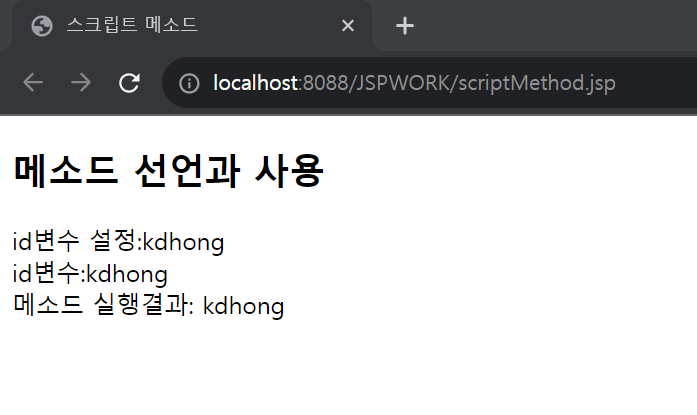 스크립트 메소드
localhost:8088/JSPWORK/scriptMethod.jsp
메소드 선언과 사용
id변수 설정:kdhong
id변수:kdhong
메소드 실행결과: kdhong